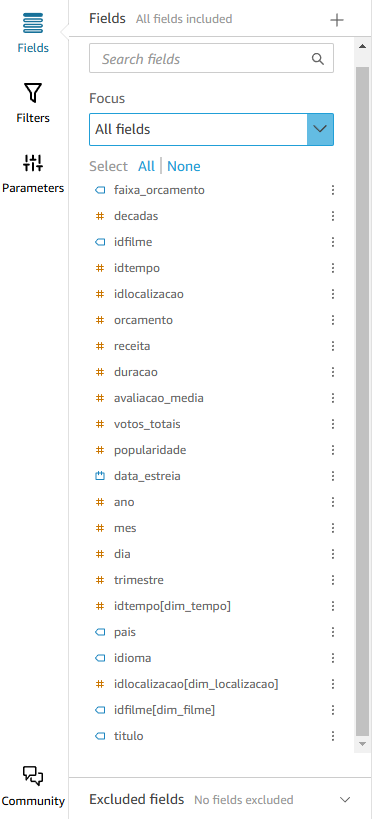 Fields
Filters
Parameters
Community
Fields All fields included
Search fields
Focus
All fields
Select All | None
faixa_orcamento
decadas
idfilme
idtempo
idlocalizacao
orcamento
receita
duracao
avaliacao_media
votos_totais
popularidade
data_estreia
ano
mes
dia
trimestre
idtempo[dim_tempo]
pais
idioma
idlocalizacao[dim_localizacao]
idfilme[dim_filme]
titulo
Excluded fields No fields excluded